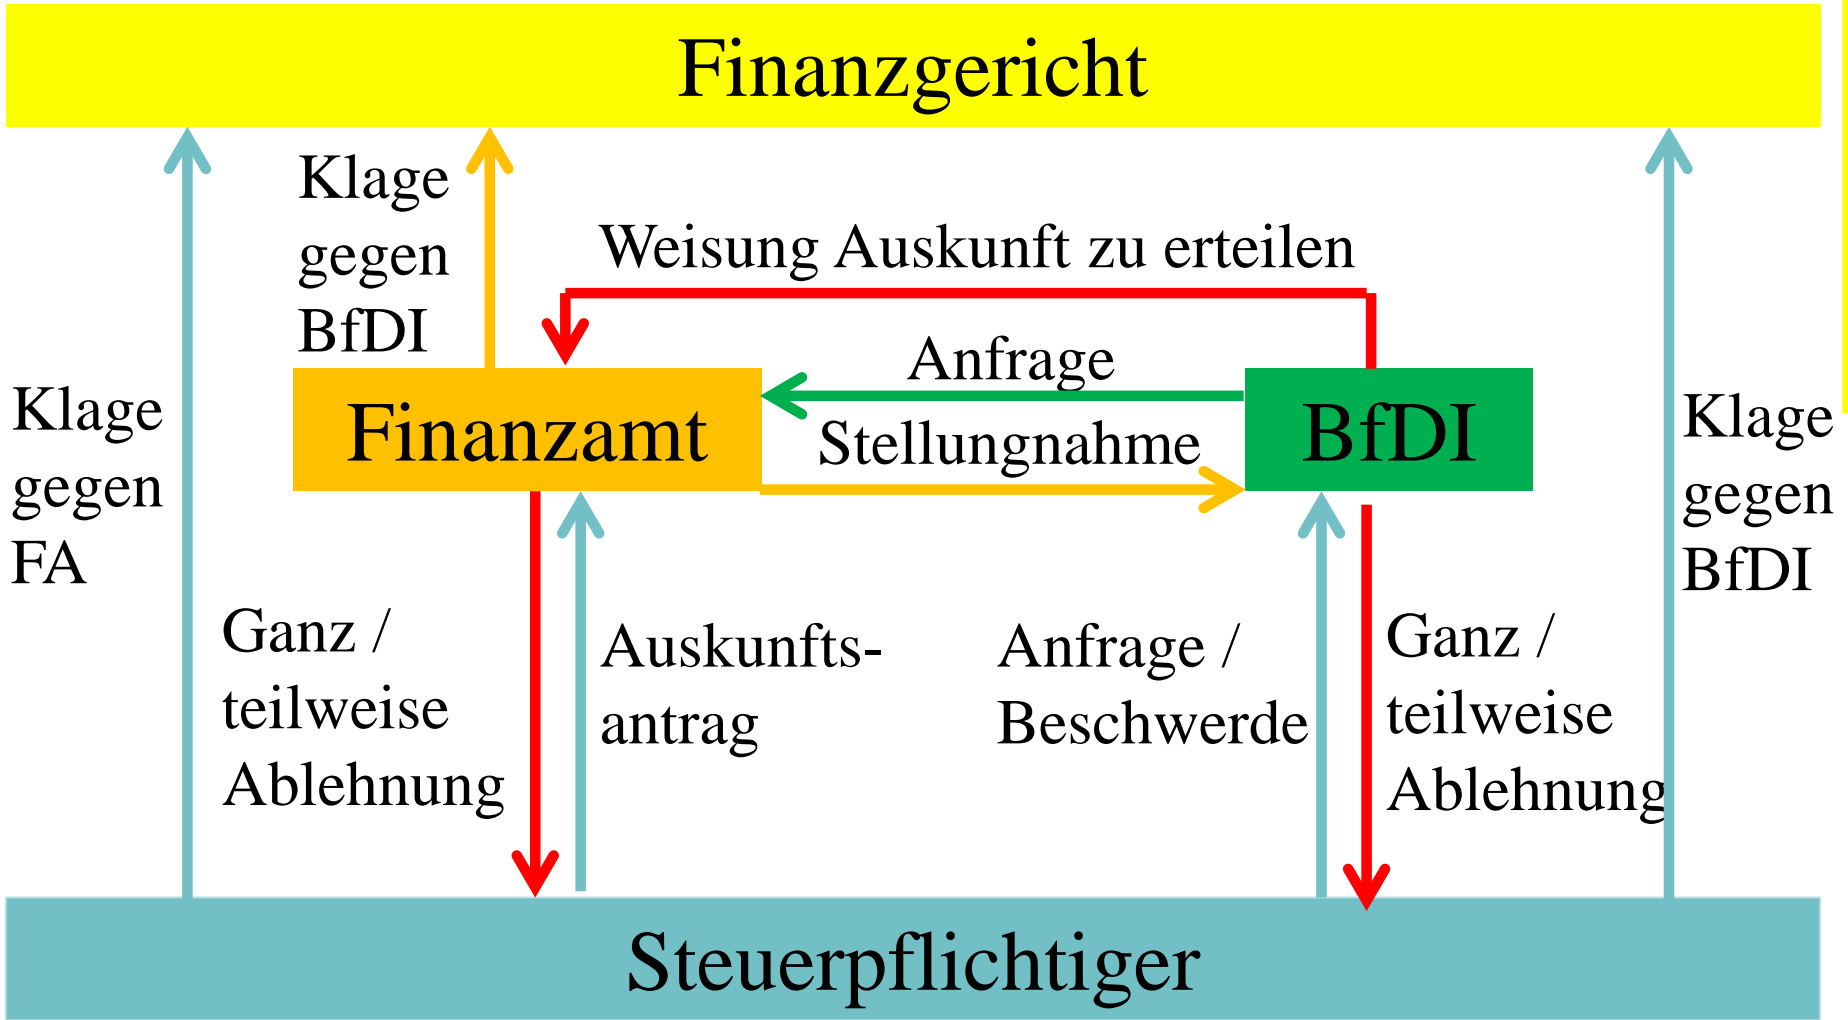 Finanzgericht
Klage
gegen
BfDI
Weisung Auskunft zu erteilen
Anfrage
Finanzamt
Stellungnahme
BfDI
Klage
gegen
FA
Klage
gegen
BfDI
Ganz /
teilweise
Ablehnung
Auskunfts-
antrag
Anfrage /
Beschwerde
Ganz /
teilweise
Ablehnung
Steuerpflichtiger